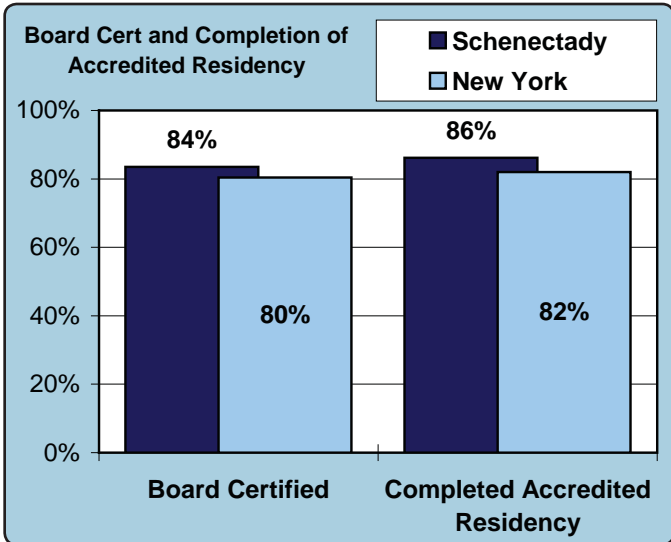 Board Cert and Completion of
Accredited Residency
Schenectady
New York
100%
80%
60%
40%
20%
0%
84%
80%
86%
82%
Board Certified
Completed Accredited
Residency